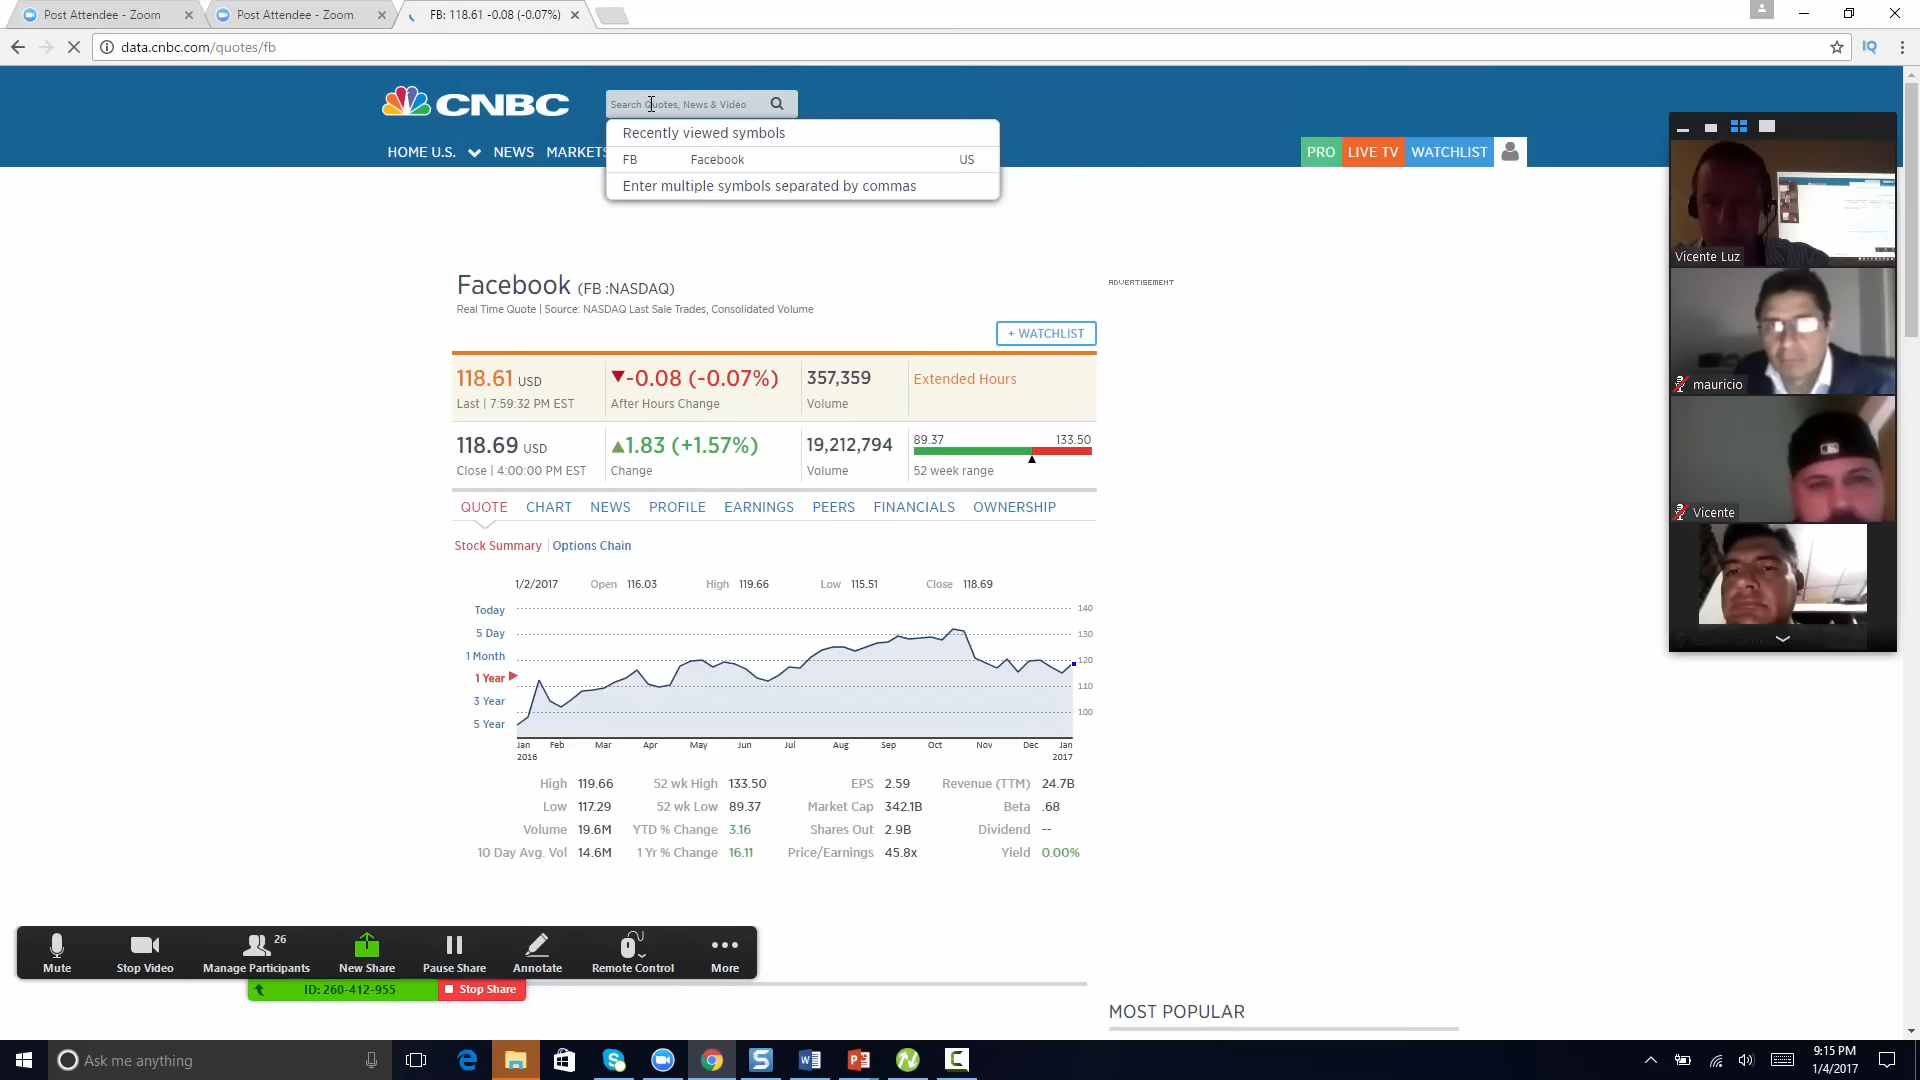 Post Attendee - Zoom
Post Attendee - Zoom
FB: 118.61 -0.08 (-0.07%)
data.cnbc.com/quotes/fb
IQ
CNBC
Search Quotes, News & Video
Recently viewed symbols
FB Facebook US
Enter multiple symbols separated by commas
HOME U.S. NEWS MARKETS
PRO LIVE TV WATCHLIST
Vicente Luz
mauricio
Vicente
Facebook (FB :NASDAQ)
Real Time Quote | Source: NASDAQ Last Sale Trades, Consolidated Volume
ADVERTISEMENT
+ WATCHLIST
118.61 USD -0.08 (-0.07%) 357,359 Extended Hours
Last | 7:59:32 PM EST After Hours Change Volume
118.69 USD 1.83 (+1.57%) 19,212,794 89.37 133.50
Close | 4:00:00 PM EST Change Volume 52 week range
QUOTE CHART NEWS PROFILE EARNINGS PEERS FINANCIALS OWNERSHIP
Stock Summary Options Chain
1/2/2017 Open 116.03 High 119.66 Low 115.51 Close 118.69
Today
5 Day
1 Month
1 Year
3 Year
5 Year
140
130
120
110
100
Jan Feb Mar Apr May Jun Jul Aug Sep Oct Nov Dec Jan
2016 2017
High 119.66 52 wk High 133.50 EPS 2.59 Revenue (TTM) 24.7B
Low 117.29 52 wk Low 89.37 Market Cap 342.1B Beta .68
Volume 19.6M YTD % Change 3.16 Shares Out 2.9B Dividend --
10 Day Avg. Vol 14.6M 1 Yr % Change 16.11 Price/Earnings 45.8x Yield 0.00%
26
Mute Stop Video Manage Participants New Share Pause Share Annotate Remote Control More
ID: 260-412-955 Stop Share
MOST POPULAR
Ask me anything
9:15 PM
1/4/2017